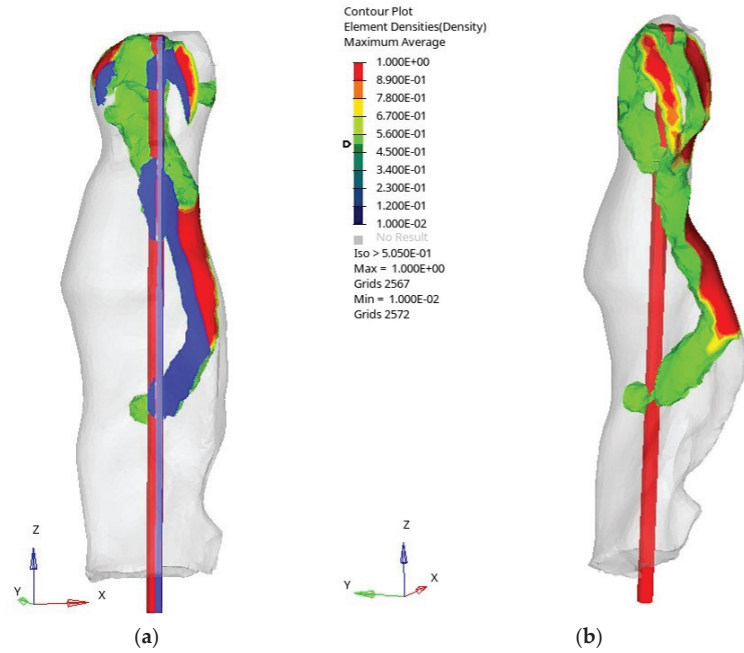 Contour Plot
Element Densities(Density)
Maximum Average
1.000E+00
8.900E-01
7.800E-01
6.700E-01
5.600E-01
D
4.500E-01
3.400E-01
2.300E-01
1.200E-01
1.000E-02
No Result
Iso > 5.050E-01
Max = 1.000E+00
Grids 2567
Min = 1.000E-02
Grids 2572
Z
Y
X
Z
Y
X
(a)
(b)